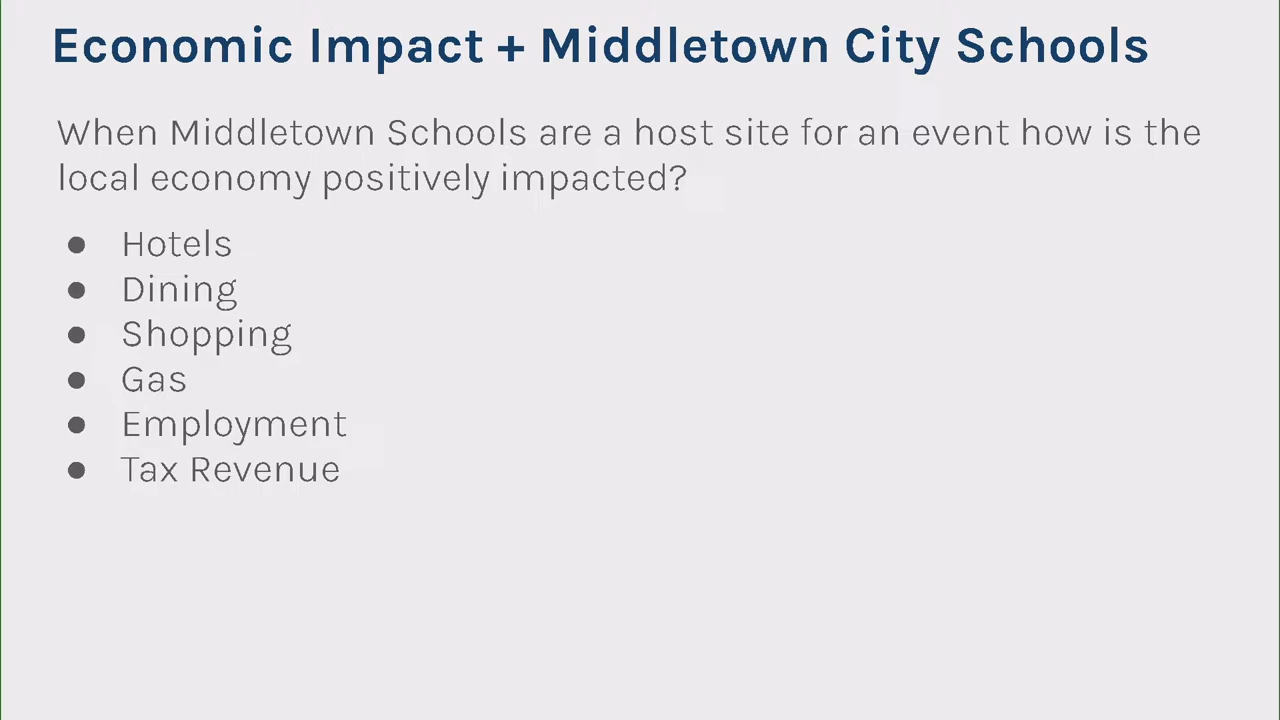 Economic Impact + Middletown City Schools
When Middletown Schools are a host site for an event how is the
local economy positively impacted?
● Hotels
● Dining
● Shopping
● Gas
● Employment
● Tax Revenue